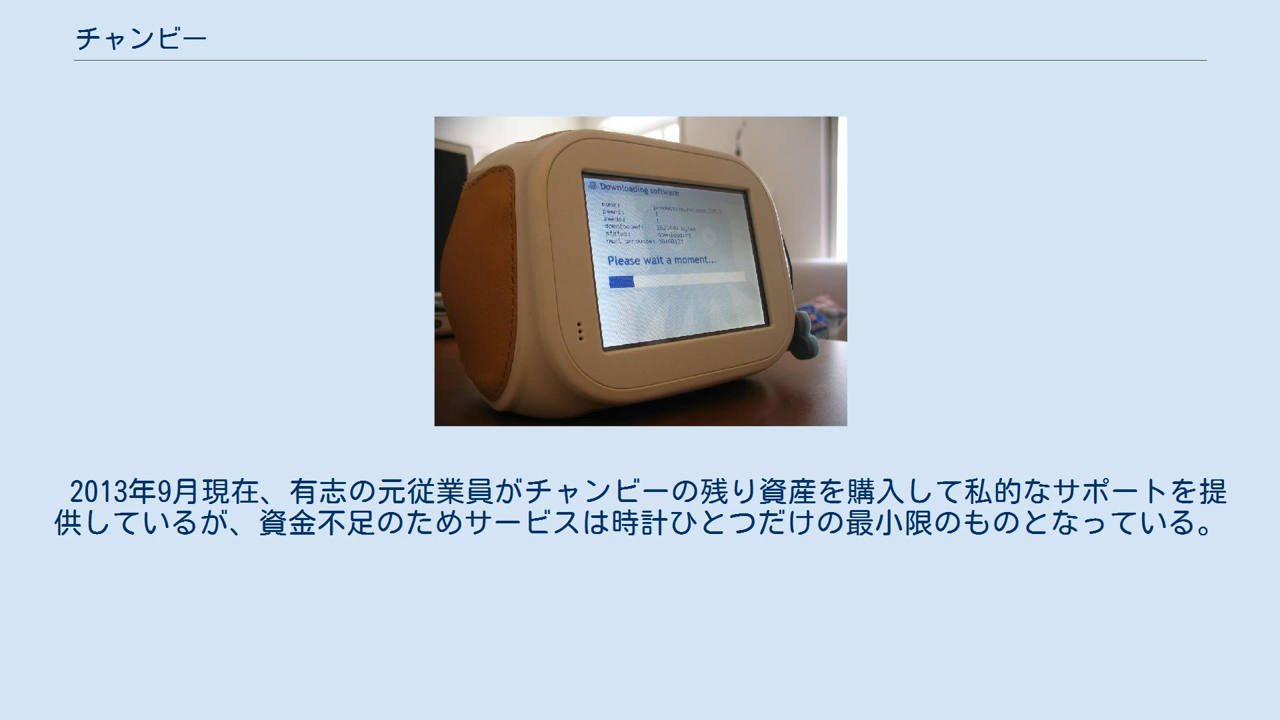 チャンビー
Downloading software
Please wait a moment...
2013年9月現在、有志の元従業員がチャンビーの残り資産を購入して私的なサポートを提
供しているが、資金不足のためサービスは時計ひとつだけの最小限のものとなっている。